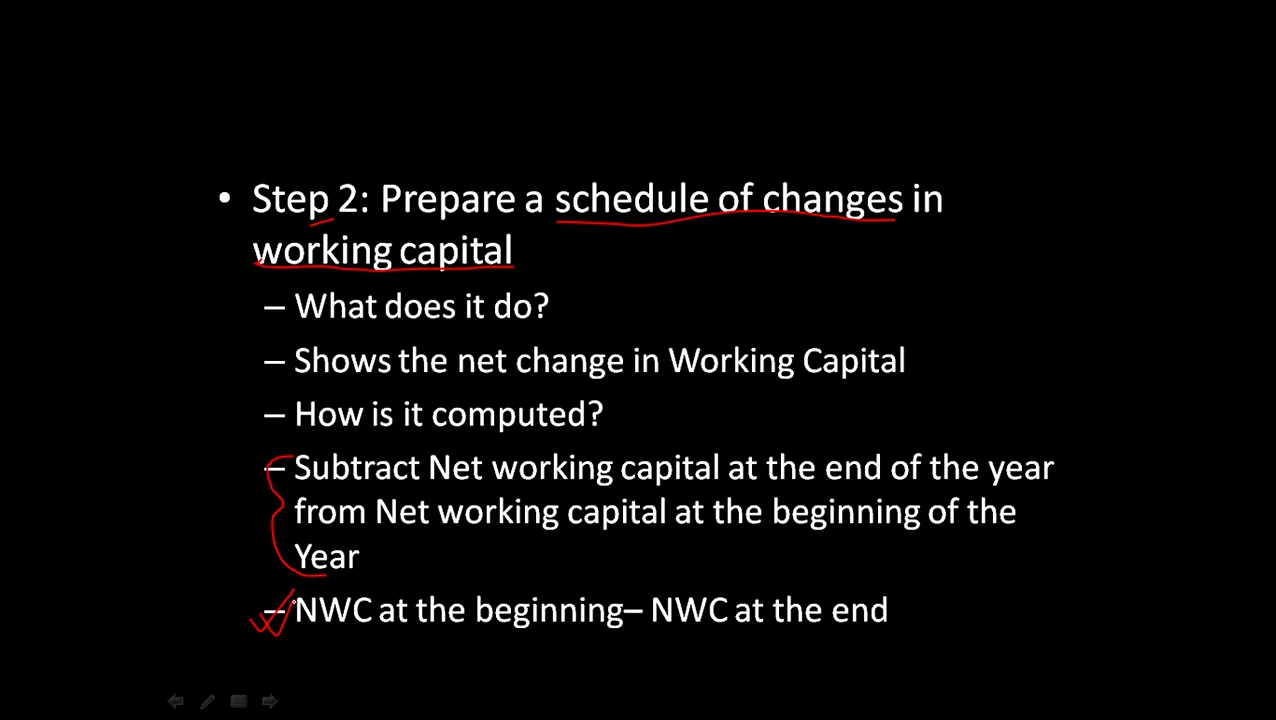 • Step 2: Prepare a schedule of changes in
working capital
– What does it do?
– Shows the net change in Working Capital
– How is it computed?
– Subtract Net working capital at the end of the year
from Net working capital at the beginning of the
Year
– NWC at the beginning– NWC at the end